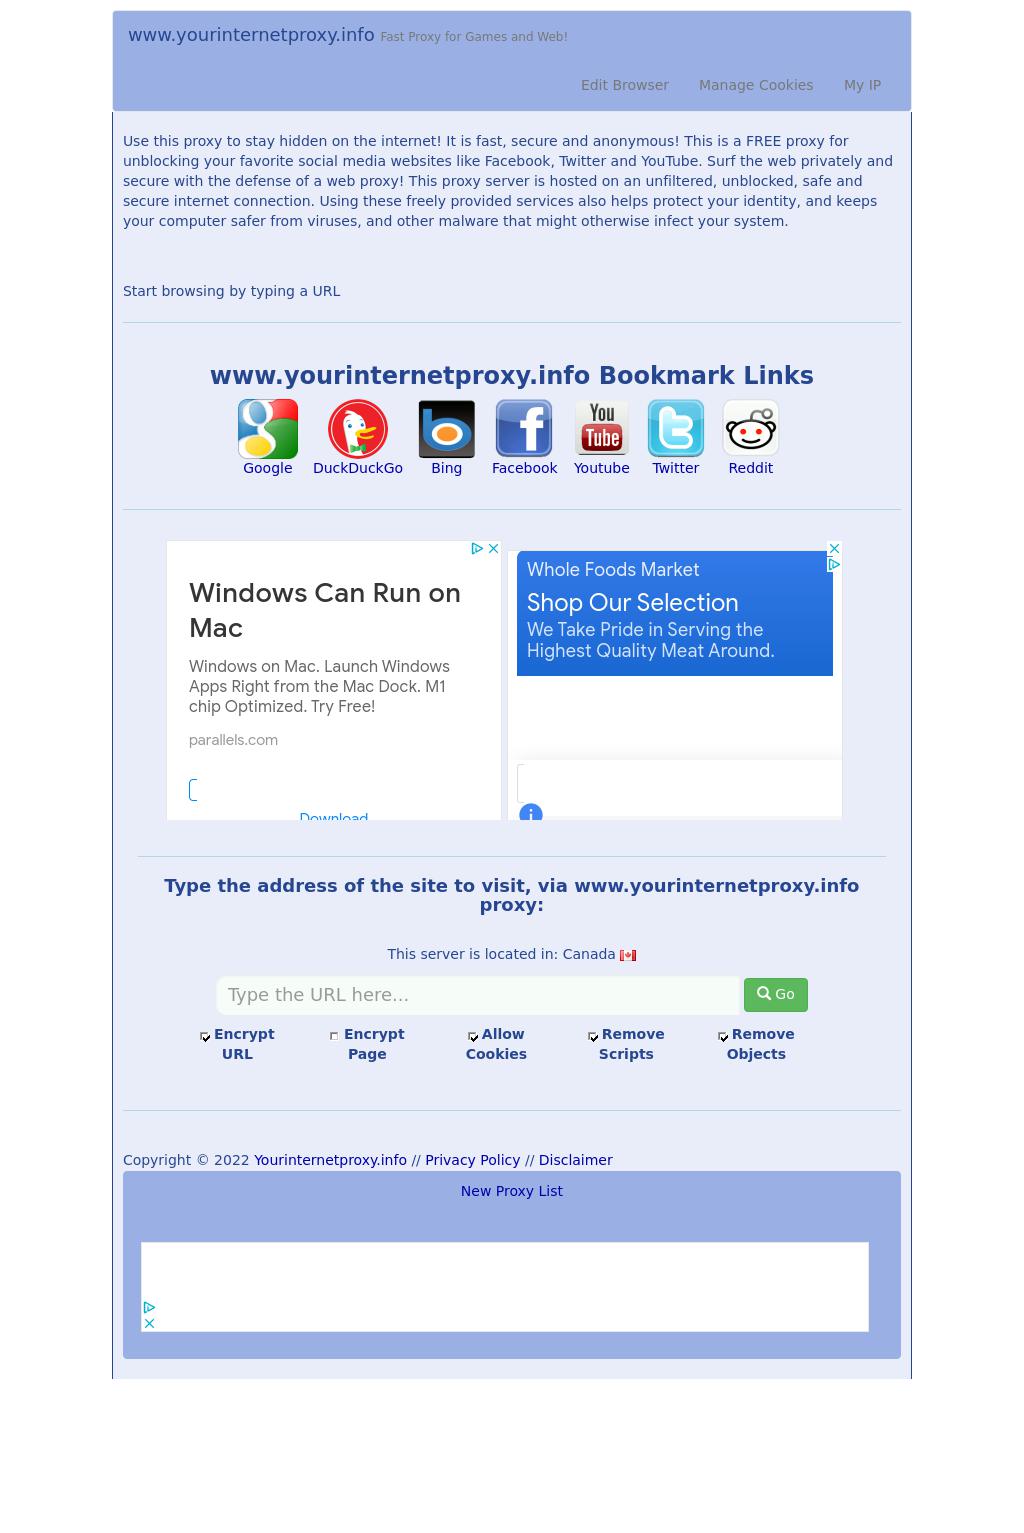 www.yourinternetproxy.info Fast Proxy for Games and Web!
Edit Browser Manage Cookies My IP
Use this proxy to stay hidden on the internet! It is fast, secure and anonymous! This is a FREE proxy for
unblocking your favorite social media websites like Facebook, Twitter and YouTube. Surf the web privately and
secure with the defense of a web proxy! This proxy server is hosted on an unfiltered, unblocked, safe and
secure internet connection. Using these freely provided services also helps protect your identity, and keeps
your computer safer from viruses, and other malware that might otherwise infect your system.
Start browsing by typing a URL
www.yourinternetproxy.info Bookmark Links
You
Tube
Google DuckDuckGo Bing Facebook Youtube Twitter Reddit
Windows Can Run on
Mac
Windows on Mac. Launch Windows
Apps Right from the Mac Dock. M1
chip Optimized. Try Free!
parallels.com
Download
Whole Foods Market
Shop Our Selection
We Take Pride in Serving the
Highest Quality Meat Around.
Type the address of the site to visit, via www.yourinternetproxy.info
proxy:
This server is located in: Canada
Type the URL here... Go
Encrypt URL
Encrypt Page
Allow Cookies
Remove Scripts
Remove Objects
Copyright © 2022 Yourinternetproxy.info // Privacy Policy // Disclaimer
New Proxy List